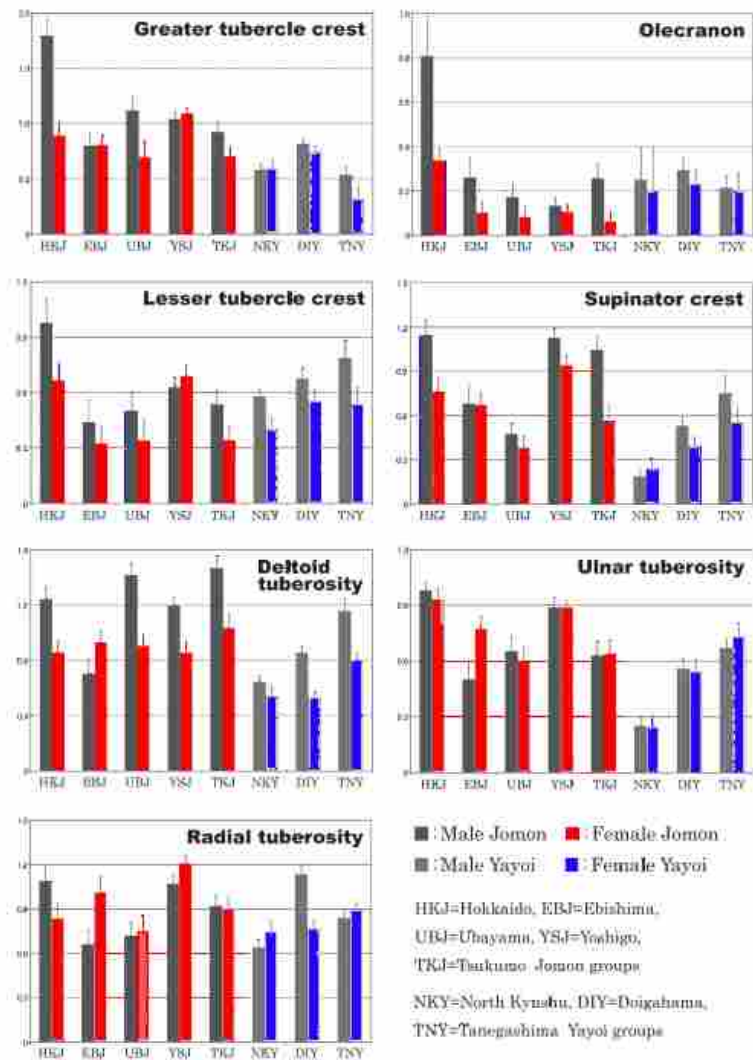 Greater tubercle crest
HKJ EBJ UBJ YSJ TKJ NKY DIY TNY
Olecranon
HKJ EBJ UBJ YSJ TKJ NKY DIY TNY
Lesser tubercle crest
HKJ EBJ UBJ YSJ TKJ NKY DIY TNY
Supinator crest
HKJ EBJ UBJ YSJ TKJ NKY DIY TNY
Deltoid
tuberosity
HKJ EBJ UBJ YSJ TKJ NKY DIY TNY
Ulnar tuberosity
HKJ EBJ UBJ YSJ TKJ NKY DIY TNY
Radial tuberosity
HKJ EBJ UBJ YSJ TKJ NKY DIY TNY
: Male Jomon : Female Jomon
: Male Yayoi : Female Yayoi
HKJ=Hokkaido, EBJ=Ebishima,
UBJ=Ubayama, YSJ=Yoshigo,
TKJ=Tsukumo Jomon groups
NKY=North Kyushu, DIY=Doigahama,
TNY=Tanegashima Yayoi groups